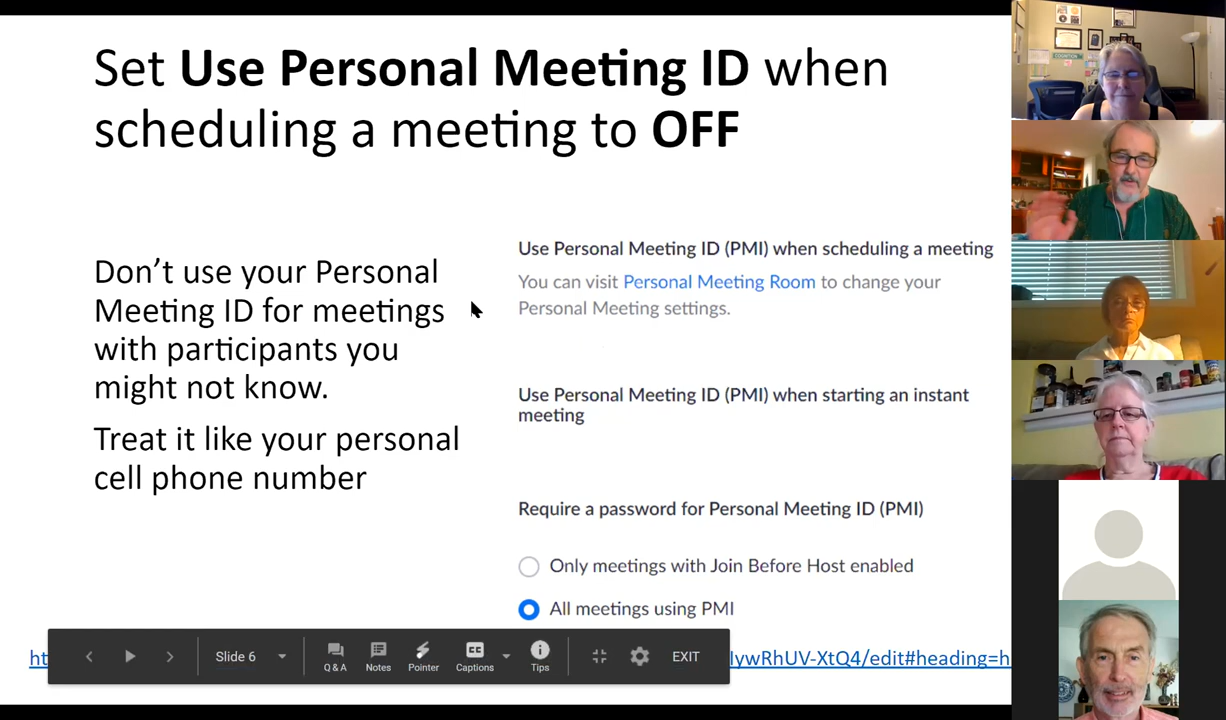 Set Use Personal Meeting ID when
scheduling a meeting to OFF
Don’t use your Personal
Meeting ID for meetings
with participants you
might not know.
Treat it like your personal
cell phone number
Use Personal Meeting ID (PMI) when scheduling a meeting
You can visit Personal Meeting Room to change your
Personal Meeting settings.
Use Personal Meeting ID (PMI) when starting an instant
meeting
Require a password for Personal Meeting ID (PMI)
Only meetings with Join Before Host enabled
All meetings using PMI
ht
IywRhUV-XtQ4/edit#heading=h
Slide 6
Q & A
Notes
Pointer
CC
Captions
Tips
EXIT